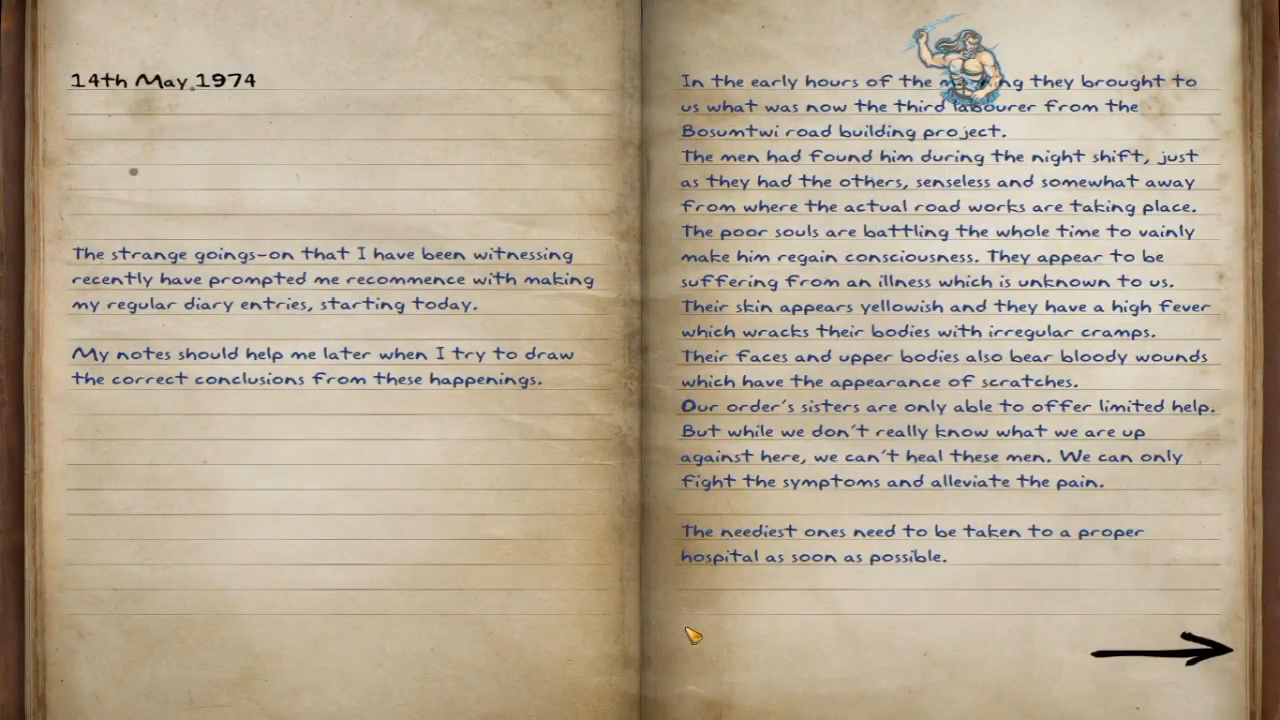 14th May 1974
The strange goings-on that I have been witnessing
recently have prompted me recommence with making
my regular diary entries, starting today.
My notes should help me later when I try to draw
the correct conclusions from these happenings.
In the early hours of the they brought to
us what was now the third labourer from the
Bosumtwi road building project.
The men had found him during the night shift, just
as they had the others, senseless and somewhat away
from where the actual road works are taking place.
The poor souls are battling the whole time to vainly
make him regain consciousness. They appear to be
suffering from an illness which is unknown to us.
Their skin appears yellowish and they have a high fever
which wracks their bodies with irregular cramps.
Their faces and upper bodies also bear bloody wounds
which have the appearance of scratches.
Our order's sisters are only able to offer limited help.
But while we don't really know what we are up
against here, we can't heal these men. We can only
fight the symptoms and alleviate the pain.
The neediest ones need to be taken to a proper
hospital as soon as possible.